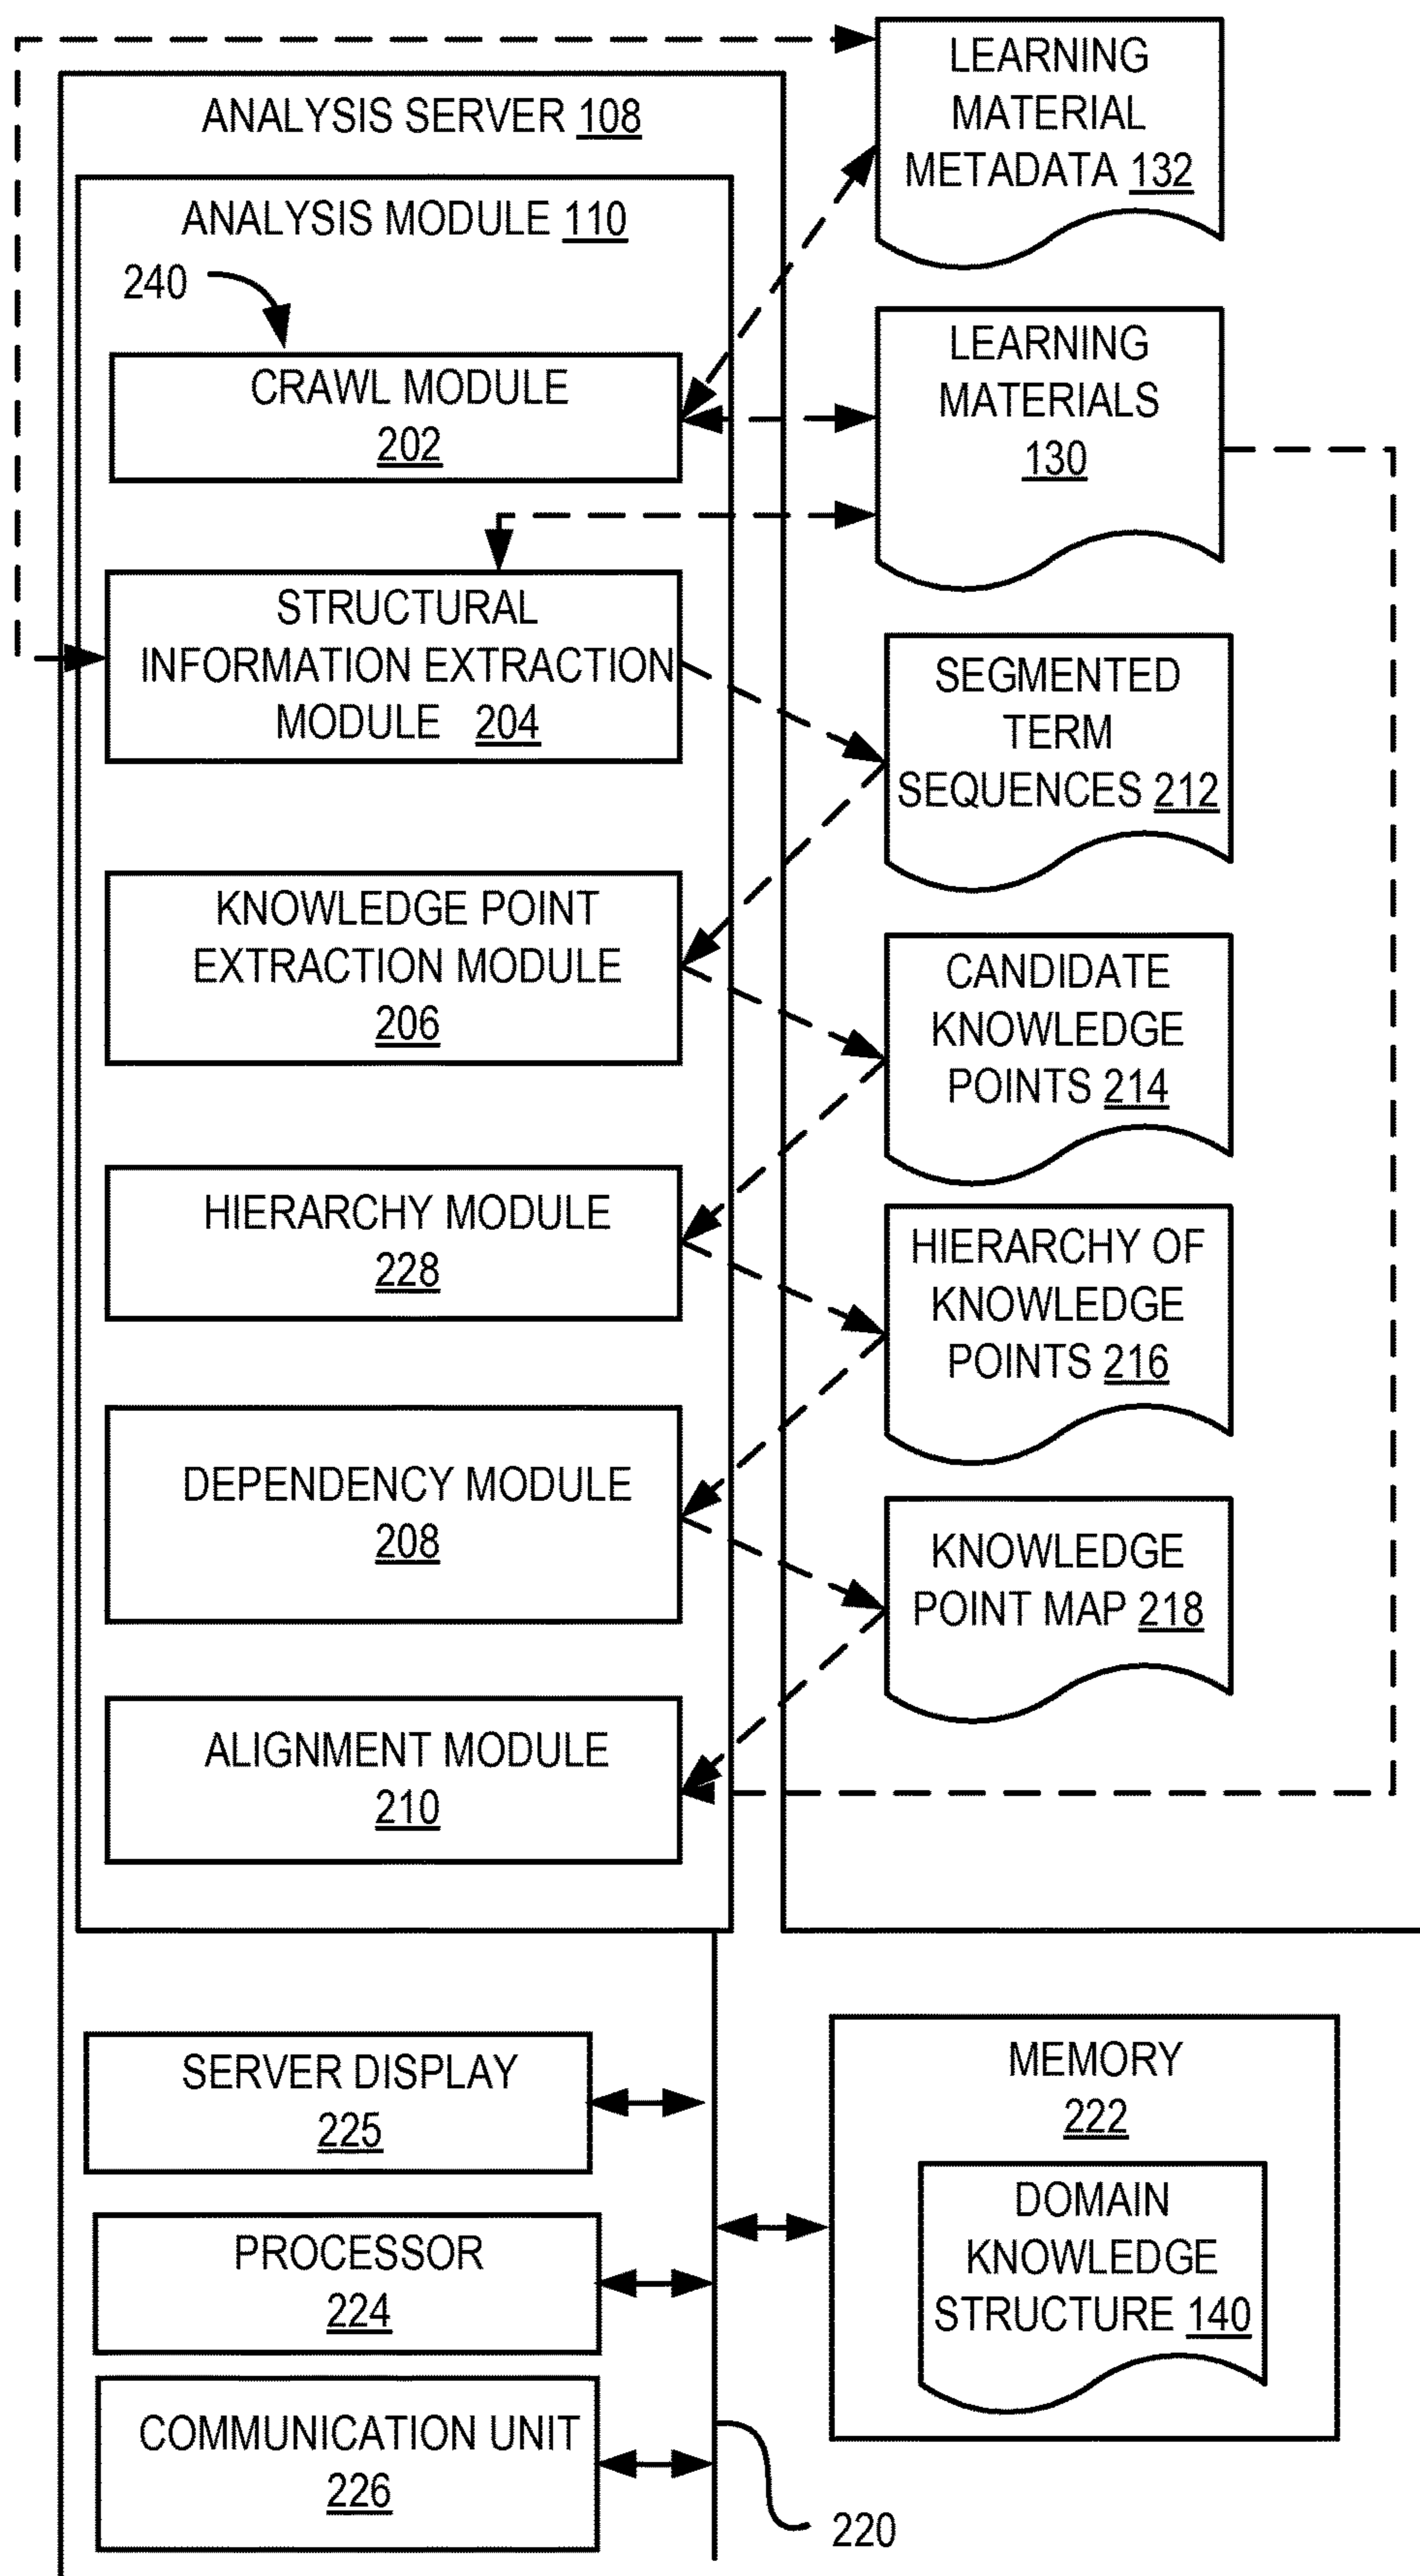 ANALYSIS SERVER 108
ANALYSIS MODULE 110
240
CRAWL MODULE
202
STRUCTURAL
INFORMATION EXTRACTION
MODULE 204
KNOWLEDGE POINT
EXTRACTION MODULE
206
HIERARCHY MODULE
228
DEPENDENCY MODULE
208
ALIGNMENT MODULE
210
LEARNING
MATERIAL
METADATA 132
LEARNING
MATERIALS
130
SEGMENTED
TERM
SEQUENCES 212
CANDIDATE
KNOWLEDGE
POINTS 214
HIERARCHY OF
KNOWLEDGE
POINTS 216
KNOWLEDGE
POINT MAP 218
SERVER DISPLAY
225
PROCESSOR
224
COMMUNICATION UNIT
226
MEMORY
222
DOMAIN
KNOWLEDGE
STRUCTURE 140
220